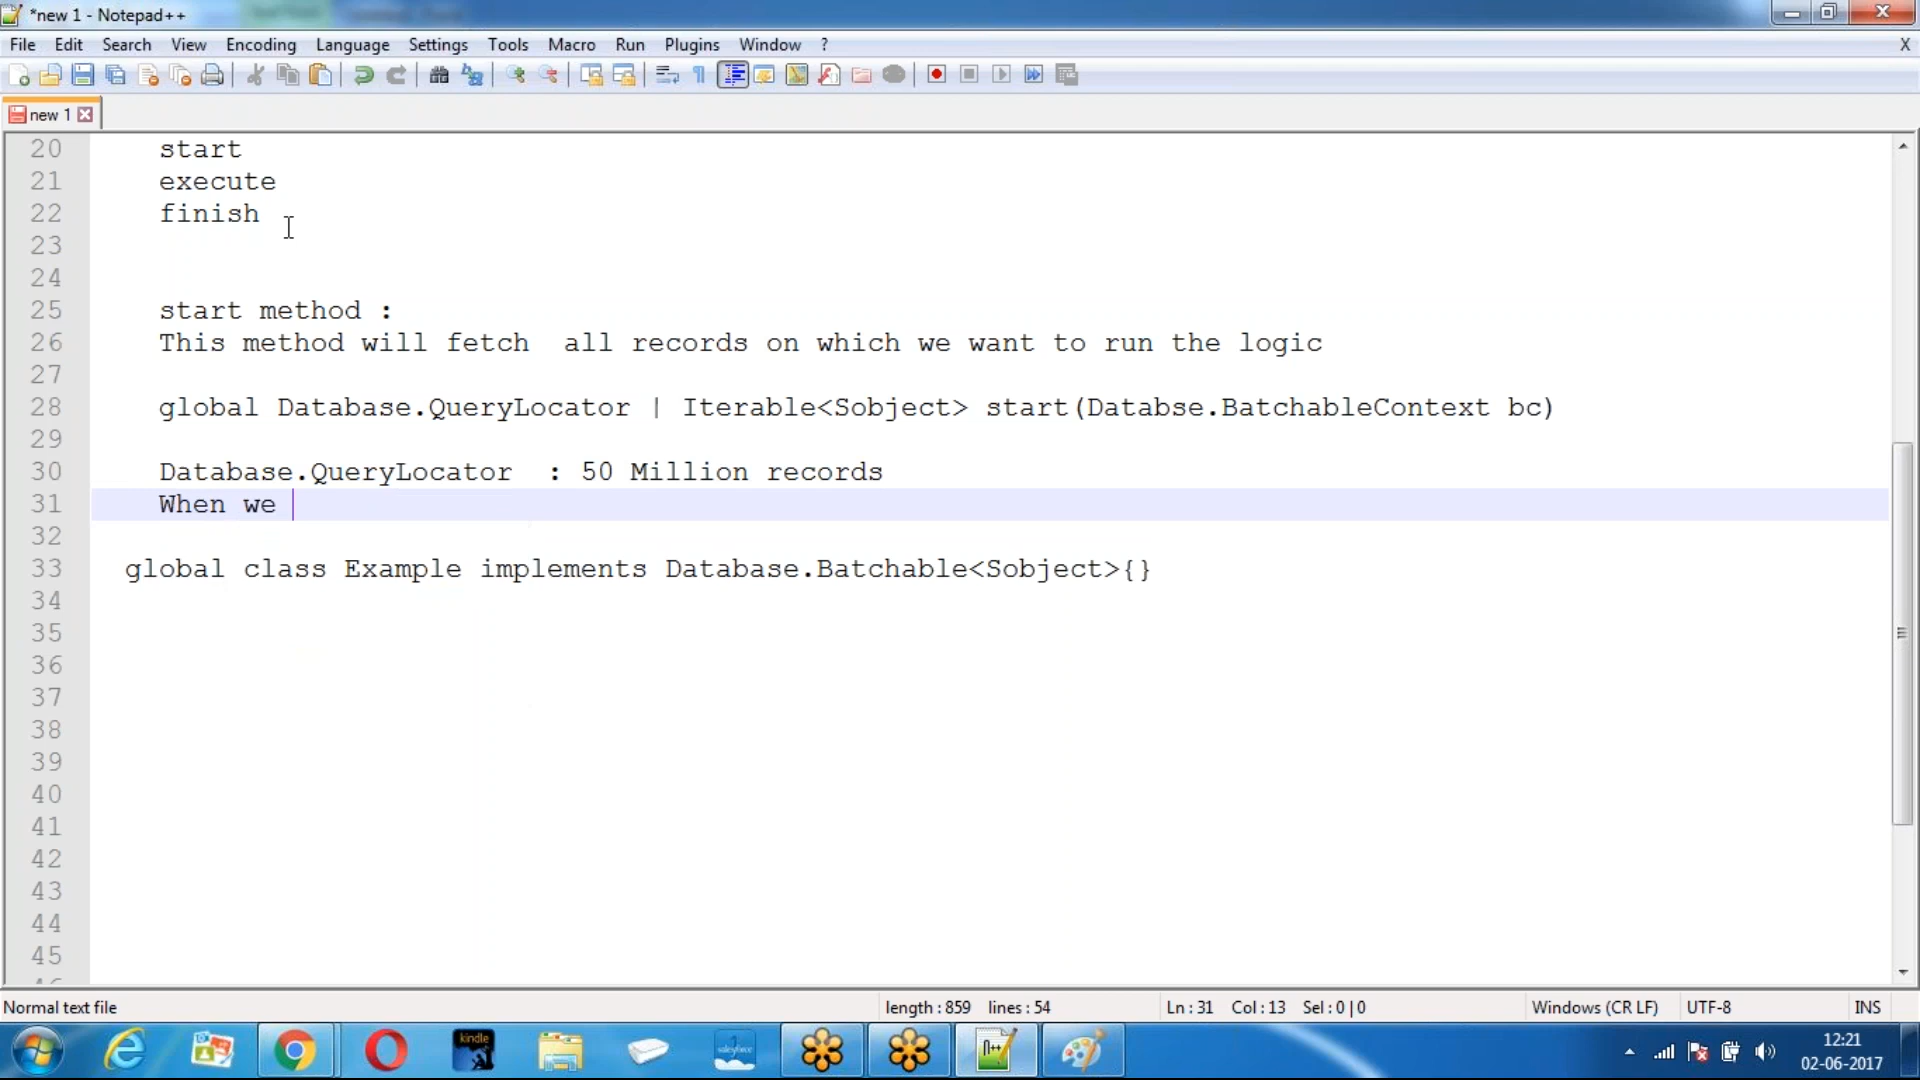 *new 1 - Notepad++
File Edit Search View Encoding Language Settings Tools Macro Run Plugins Window ? X
new 1
20 start
21 execute
22 finish
23
24
25 start method :
26 This method will fetch  all records on which we want to run the logic
27
28 global Database.QueryLocator | Iterable<Sobject> start(Databse.BatchableContext bc)
29
30 Database.QueryLocator  : 50 Million records
31 When we
32
33 global class Example implements Database.Batchable<Sobject>{}
34
35
36
37
38
39
40
41
42
43
44
45
Normal text file length : 859 lines : 54 Ln : 31 Col : 13 Sel : 0 | 0 Windows (CR LF) UTF-8 INS
kindle
salesforce
12:21
02-06-2017